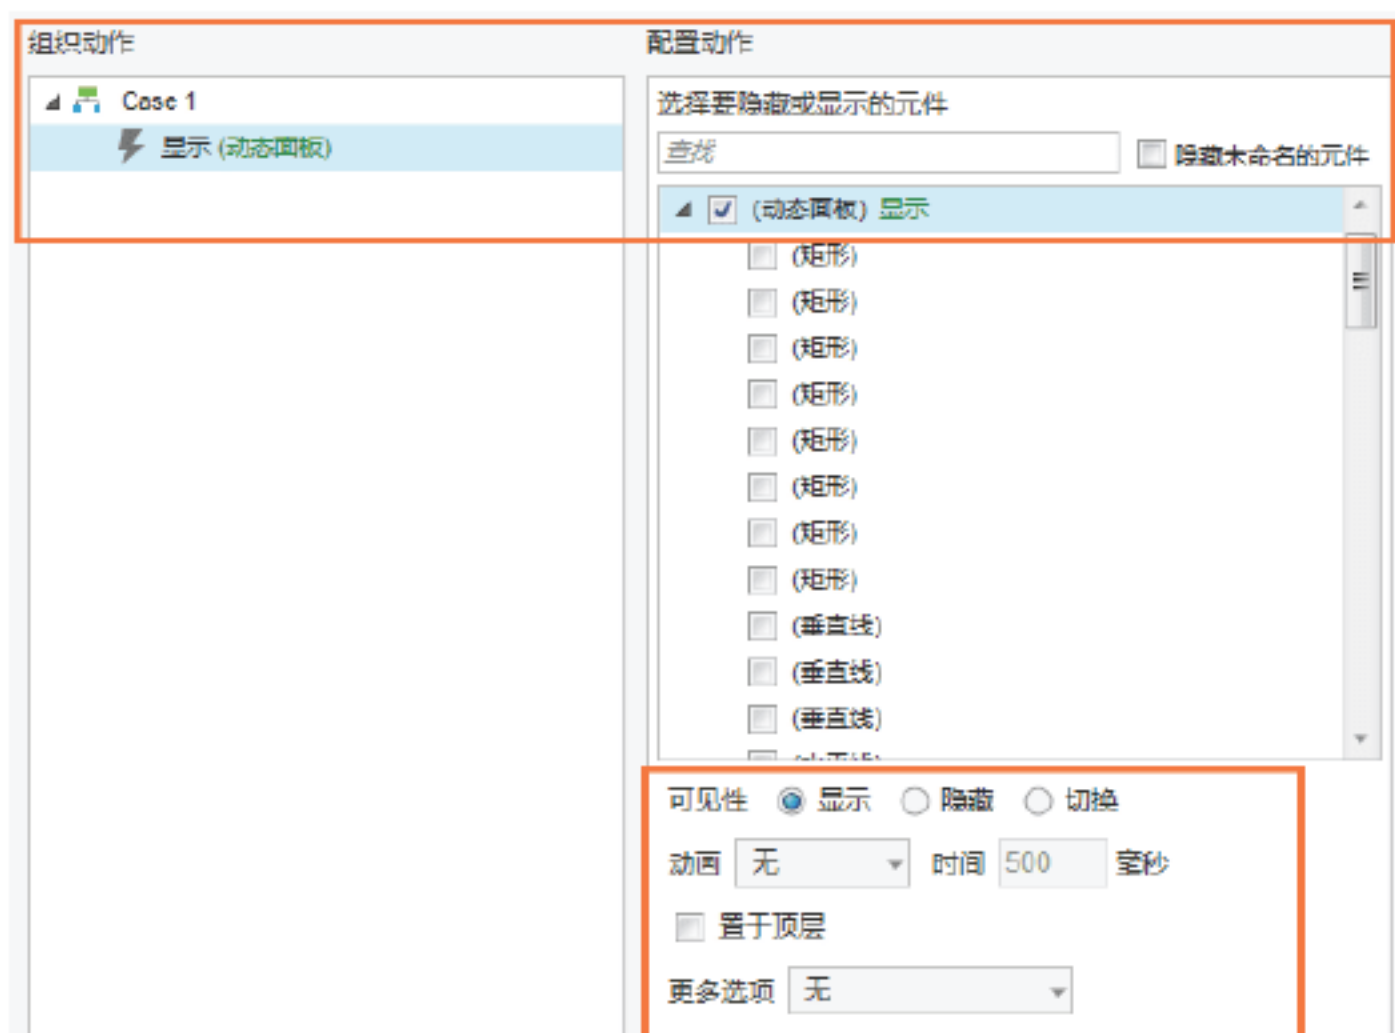 组织动作
配置动作
Case 1
显示 (动态面板)
选择要隐藏或显示的元件
查找
隐藏未命名的元件
(动态面板) 显示
(矩形)
(矩形)
(矩形)
(矩形)
(矩形)
(矩形)
(矩形)
(矩形)
(垂直线)
(垂直线)
(垂直线)
可见性 显示 隐藏 切换
动画 无 时间 500 毫秒
置于顶层
更多选项 无